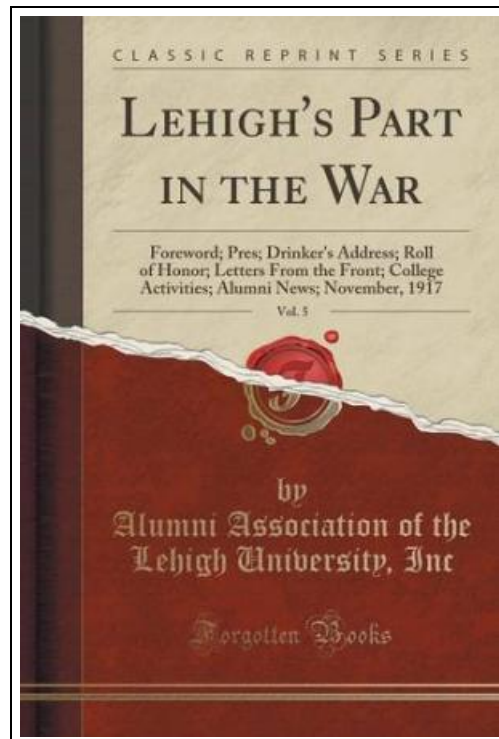 CLASSIC REPRINT SERIES
LEHIGH'S PART
IN THE WAR
Foreword; Pres; Drinker's Address; Roll
of Honor; Letters From the Front; College
Activities; Alumni News; November, 1917
Vol. 5
by
Alumni Association of the
Lehigh University, Inc
Forgotten Books